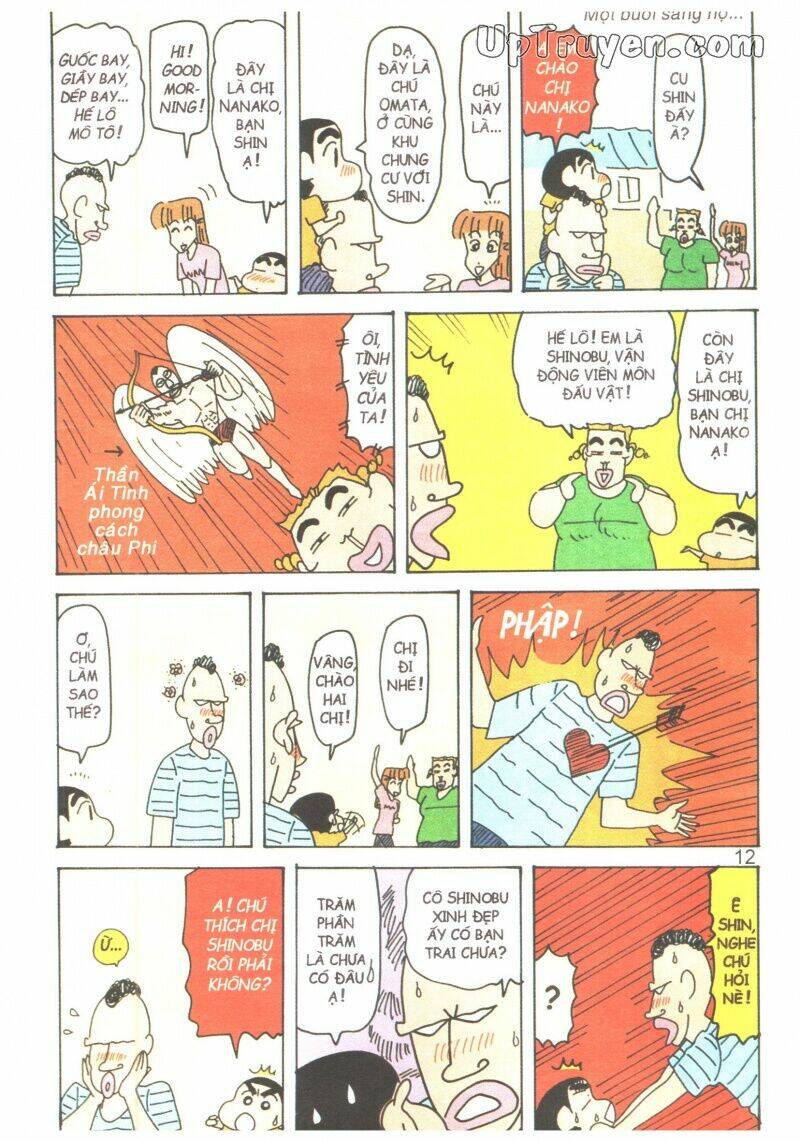 Một buổi sáng nọ...
UpTruyen.com
CU
SHIN
ĐẤY
À?
A EM
CHÀO
CHỊ
NANAKO
!
CHÚ
NÀY
LÀ...
DẠ,
ĐÂY LÀ
CHÚ
OMATA,
Ở CÙNG
KHU
CHUNG
CƯ VỚI
SHIN.
ĐÂY
LÀ CHỊ
NANAKO,
BẠN
SHIN
Ạ!
HI!
GOOD
MOR-
NING!
GUỐC BAY,
GIẦY BAY,
DÉP BAY...
HẾ LÔ
MÔ TÔ!
CÒN
ĐÂY
LÀ CHỊ
SHINOBU,
BẠN CHỊ
NANAKO
Ạ!
HẾ LÔ! EM LÀ
SHINOBU, VẬN
ĐỘNG VIÊN MÔN
ĐẤU VẬT!
ÔI,
TÌNH
YÊU
CỦA
TA!
→
Thần
Ái Tình
phong
cách
châu Phi
PHẬP!
CHỊ
ĐI
NHÉ!
VÂNG,
CHÀO
HAI
CHỊ!
Ơ,
CHÚ
LÀM
SAO
THẾ?
12
Ê
SHIN,
NGHE
CHÚ
HỎI
NÈ!
?
CÔ SHINOBU
XINH ĐẸP
ẤY CÓ BẠN
TRAI CHƯA?
TRĂM
PHẦN
TRĂM
LÀ CHƯA
CÓ ĐÂU
Ạ!
A! CHÚ
THÍCH CHỊ
SHINOBU
RỒI PHẢI
KHÔNG?
Ừ...